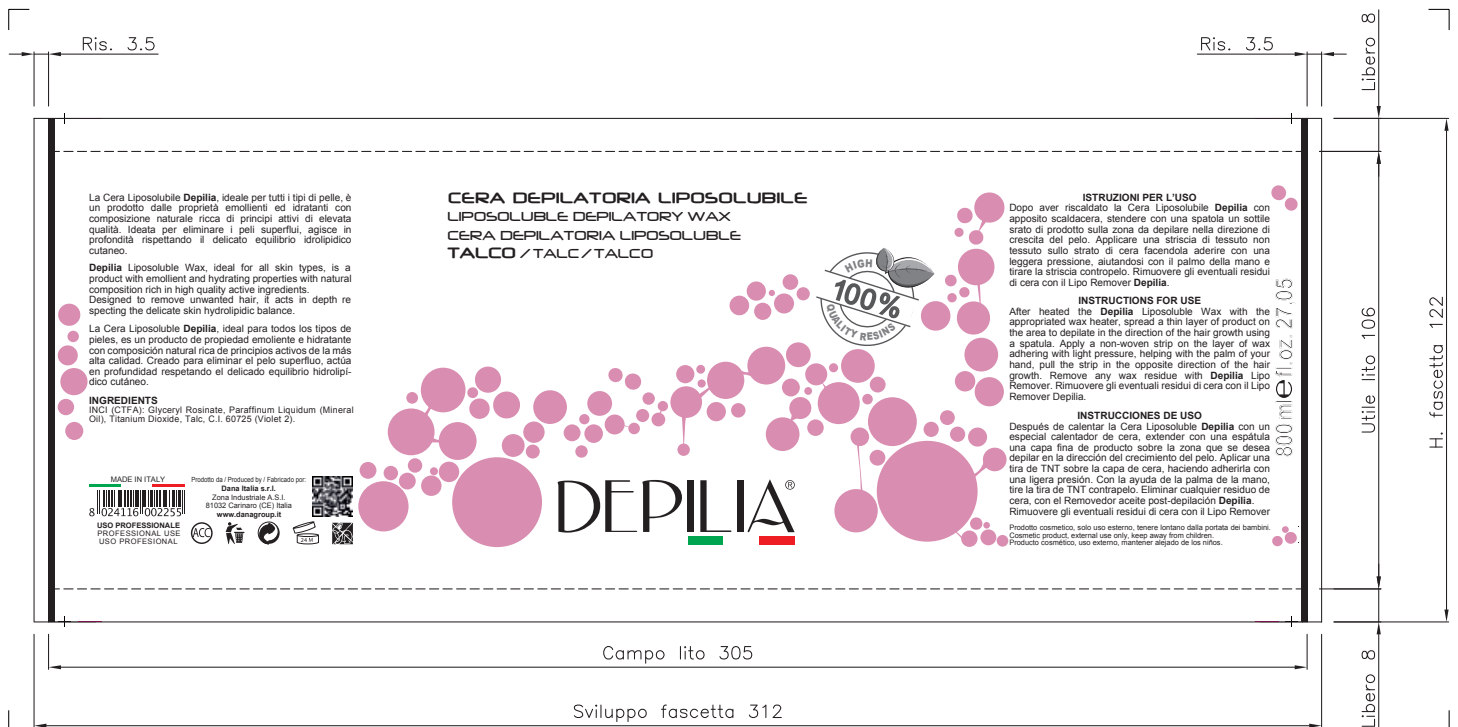 Ris. 3.5
Ris. 3.5
Libero 8
La Cera Liposolubile Depilia, ideale per tutti i tipi di pelle, è
un prodotto dalle proprietà emollienti ed idratanti con
composizione naturale ricca di principi attivi di elevata
qualità. Ideata per eliminare i peli superflui, agisce in
profondità rispettando il delicato equilibrio idrolipidico
cutaneo.
Depilia Liposoluble Wax, ideal for all skin types, is a
product with emollient and hydrating properties with natural
composition rich in high quality active ingredients.
Designed to remove unwanted hair, it acts in depth re
specting the delicate skin hydrolipidic balance.
La Cera Liposoluble Depilia, ideal para todos los tipos de
pieles, es un producto de propiedad emoliente e hidratante
con composición natural rica de principios activos de la más
alta calidad. Creado para eliminar el pelo superfluo, actúa
en profundidad respetando el delicado equilibrio hidrolipí-
dico cutáneo.
INGREDIENTS
INCI (CTFA): Glyceryl Rosinate, Paraffinum Liquidum (Mineral
Oil), Titanium Dioxide, Talc, C.I. 60725 (Violet 2).
MADE IN ITALY
8 024116 002255
USO PROFESSIONALE
PROFESSIONAL USE
USO PROFESIONAL
Prodotto da / Produced by / Fabricado por:
Dana Italia s.r.l.
Zona Industriale A.S.I.
81032 Carinaro (CE) Italia
www.danagroup.it
ACC
24 M
CERA DEPILATORIA LIPOSOLUBILE
LIPOSOLUBLE DEPILATORY WAX
CERA DEPILATORIA LIPOSOLUBLE
TALCO / TALC / TALCO
HIGH
100%
QUALITY RESINS
DEPILIA®
ISTRUZIONI PER L'USO
Dopo aver riscaldato la Cera Liposolubile Depilia con
apposito scaldacera, stendere con una spatola un sottile
srato di prodotto sulla zona da depilare nella direzione di
crescita del pelo. Applicare una striscia di tessuto non
tessuto sullo strato di cera facendola aderire con una
leggera pressione, aiutandosi con il palmo della mano e
tirare la striscia contropelo. Rimuovere gli eventuali residui
di cera con il Lipo Remover Depilia.
INSTRUCTIONS FOR USE
After heated the Depilia Liposoluble Wax with the
appropriated wax heater, spread a thin layer of product on
the area to depilate in the direction of the hair growth using
a spatula. Apply a non-woven strip on the layer of wax
adhering with light pressure, helping with the palm of your
hand, pull the strip in the opposite direction of the hair
growth. Remove any wax residue with Depilia Lipo
Remover. Rimuovere gli eventuali residui di cera con il Lipo
Remover Depilia.
INSTRUCCIONES DE USO
Después de calentar la Cera Liposoluble Depilia con un
especial calentador de cera, extender con una espátula
una capa fina de producto sobre la zona que se desea
depilar en la dirección del crecimiento del pelo. Aplicar una
tira de TNT sobre la capa de cera, haciendo adherirla con
una ligera presión. Con la ayuda de la palma de la mano,
tire la tira de TNT contrapelo. Eliminar cualquier residuo de
cera, con el Removedor aceite post-depilación Depilia.
Rimuovere gli eventuali residui di cera con il Lipo Remover
Prodotto cosmetico, solo uso esterno, tenere lontano dalla portata dei bambini.
Cosmetic product, external use only, keep away from children.
Producto cosmético, uso externo, mantener alejado de los niños.
800 ml e fl.oz. 27,05
Utile lito 106
H. fascetta 122
Campo lito 305
Sviluppo fascetta 312
Libero 8